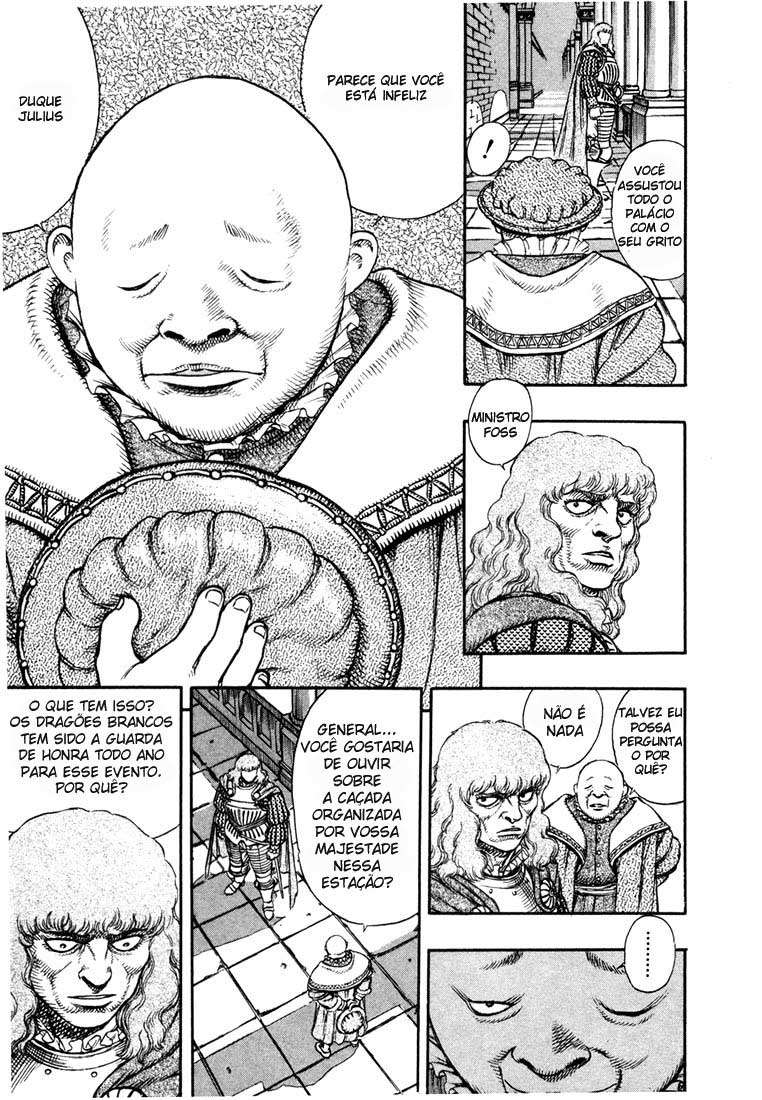 !
VOCÊ
ASSUSTOU
TODO O
PALÁCIO
COM O
SEU GRITO
PARECE QUE VOCÊ
ESTÁ INFELIZ
DUQUE
JULIUS
MINISTRO
FOSS
TALVEZ EU
POSSA
PERGUNTA
O POR
QUÊ?
NÃO É
NADA
........
GENERAL...
VOCÊ GOSTARIA
DE OUVIR
SOBRE
A CAÇADA
ORGANIZADA
POR VOSSA
MAJESTADE
NESSA
ESTAÇÃO?
O QUE TEM ISSO?
OS DRAGÕES BRANCOS
TEM SIDO A GUARDA
DE HONRA TODO ANO
PARA ESSE EVENTO.
POR QUÊ?